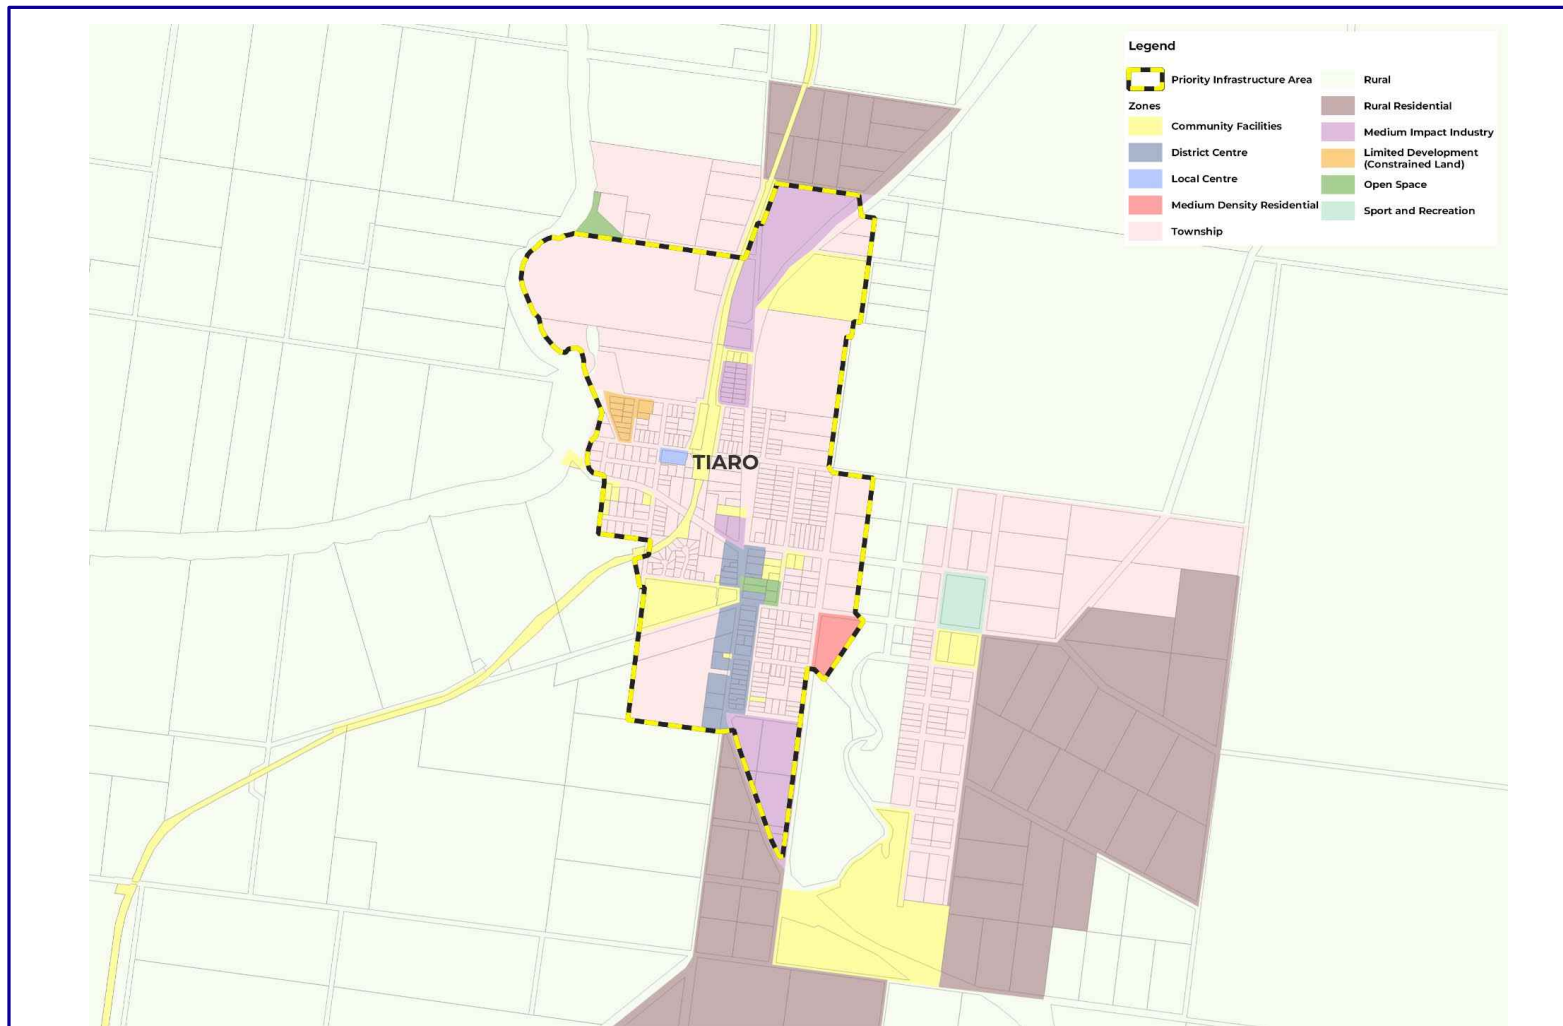 Legend
Priority Infrastructure Area
Zones
Community Facilities
District Centre
Local Centre
Medium Density Residential
Township
Rural
Rural Residential
Medium Impact Industry
Limited Development
(Constrained Land)
Open Space
Sport and Recreation
TIARO